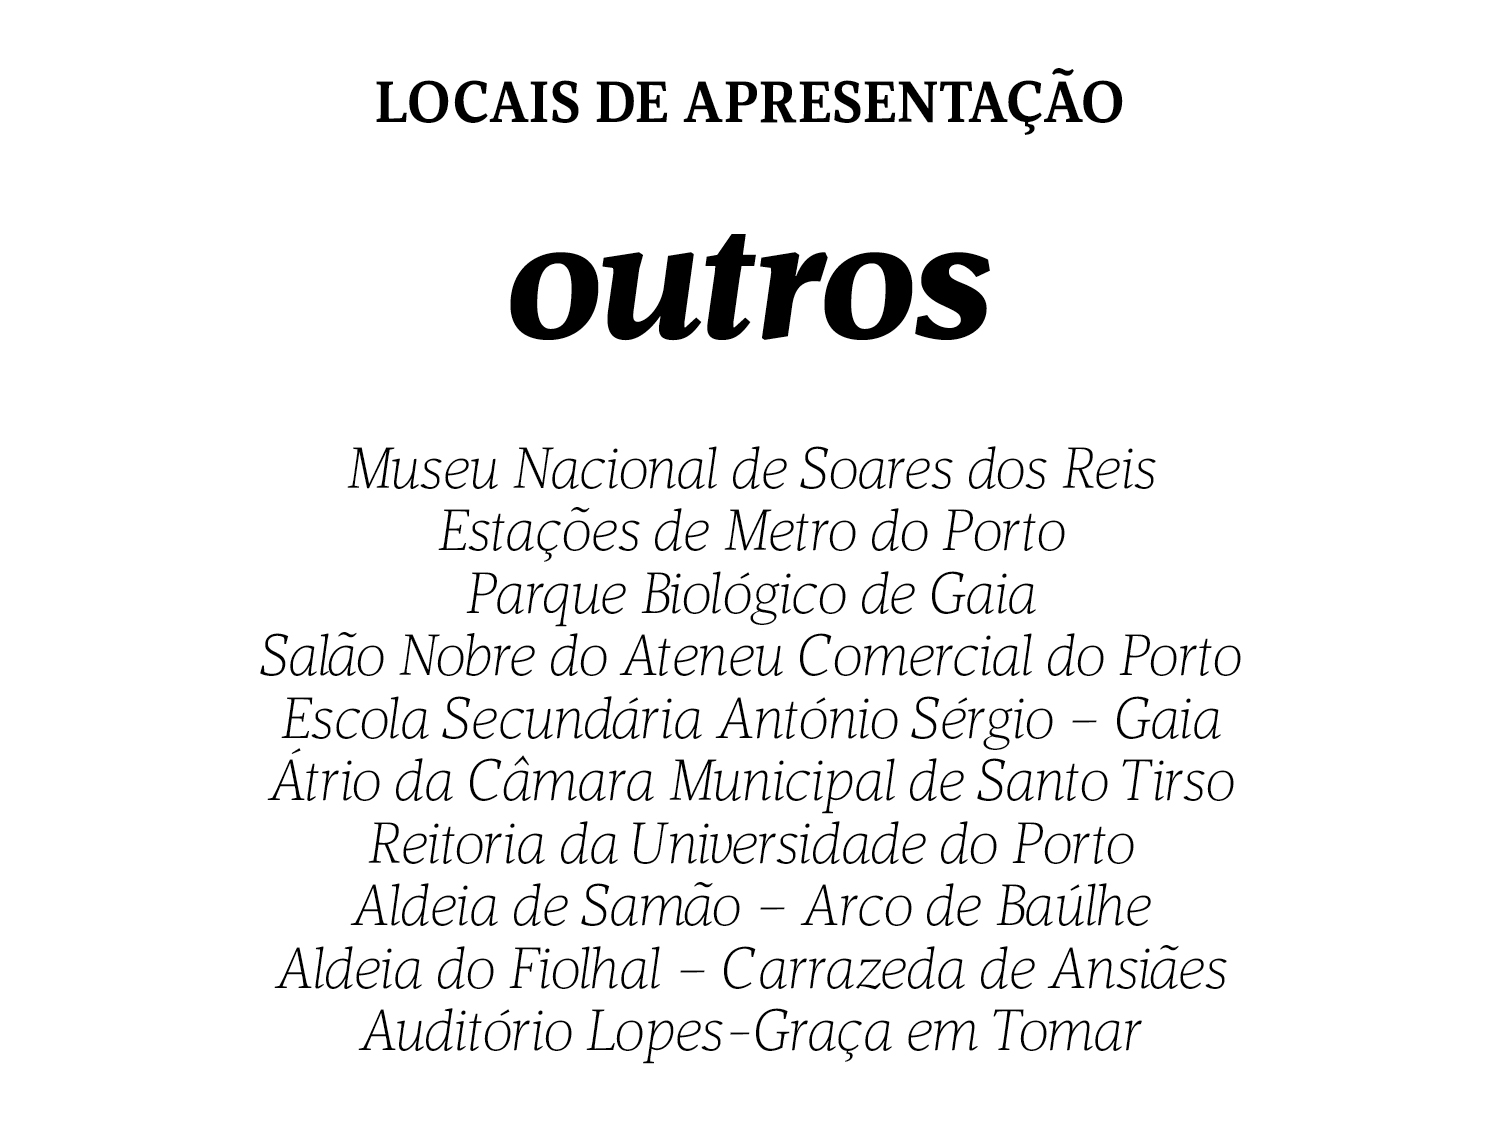 LOCAIS DE APRESENTAÇÃO
outros
Museu Nacional de Soares dos Reis
Estações de Metro do Porto
Parque Biológico de Gaia
Salão Nobre do Ateneu Comercial do Porto
Escola Secundária António Sérgio – Gaia
Átrio da Câmara Municipal de Santo Tirso
Reitoria da Universidade do Porto
Aldeia de Samão – Arco de Baúlhe
Aldeia do Fiolhal – Carrazeda de Ansiães
Auditório Lopes-Graça em Tomar